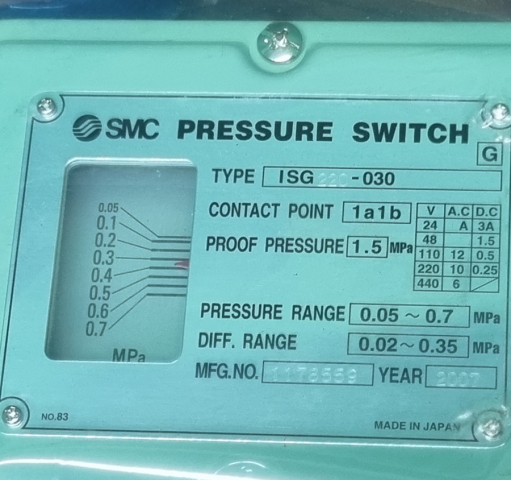 SMC PRESSURE SWITCH
G
TYPE ISG220-030
CONTACT POINT 1a1b
PROOF PRESSURE 1.5 MPa
V A.C D.C
24 A 3A
48 1.5
110 12 0.5
220 10 0.25
440 6
0.05
0.1
0.2
0.3
0.4
0.5
0.6
0.7
MPa
PRESSURE RANGE 0.05 ~ 0.7 MPa
DIFF. RANGE 0.02~0.35 MPa
MFG.NO. YEAR 2007
NO.83
MADE IN JAPAN